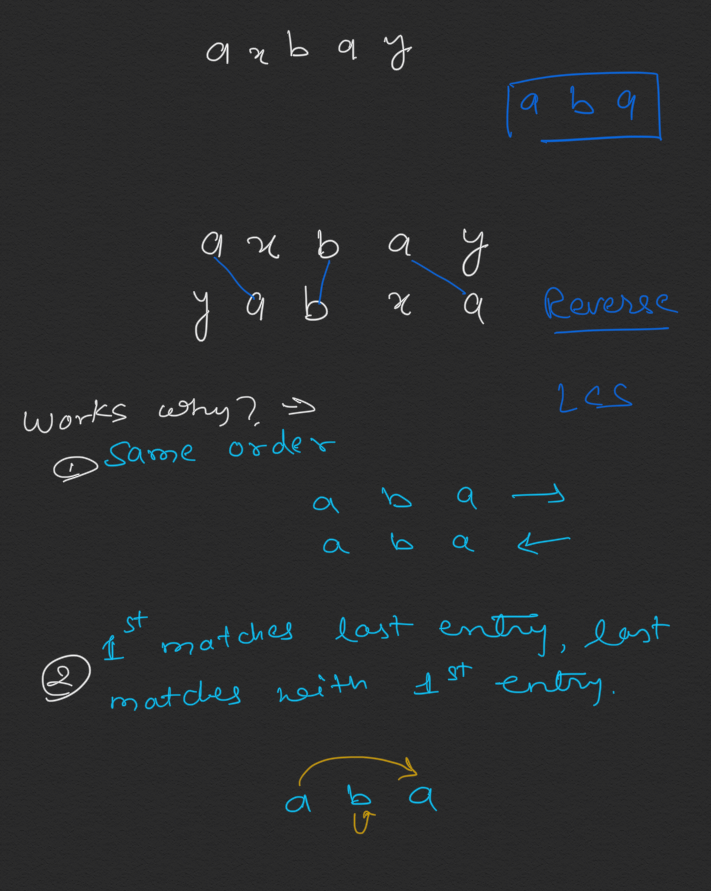 a x b a y
a b a
a x b a y
y a b x a Reverse
LCS
Works why? ⇒
① Same order
a b a →
a b a ←
② 1st matches last entry, last
matches with 1st entry.
a b a